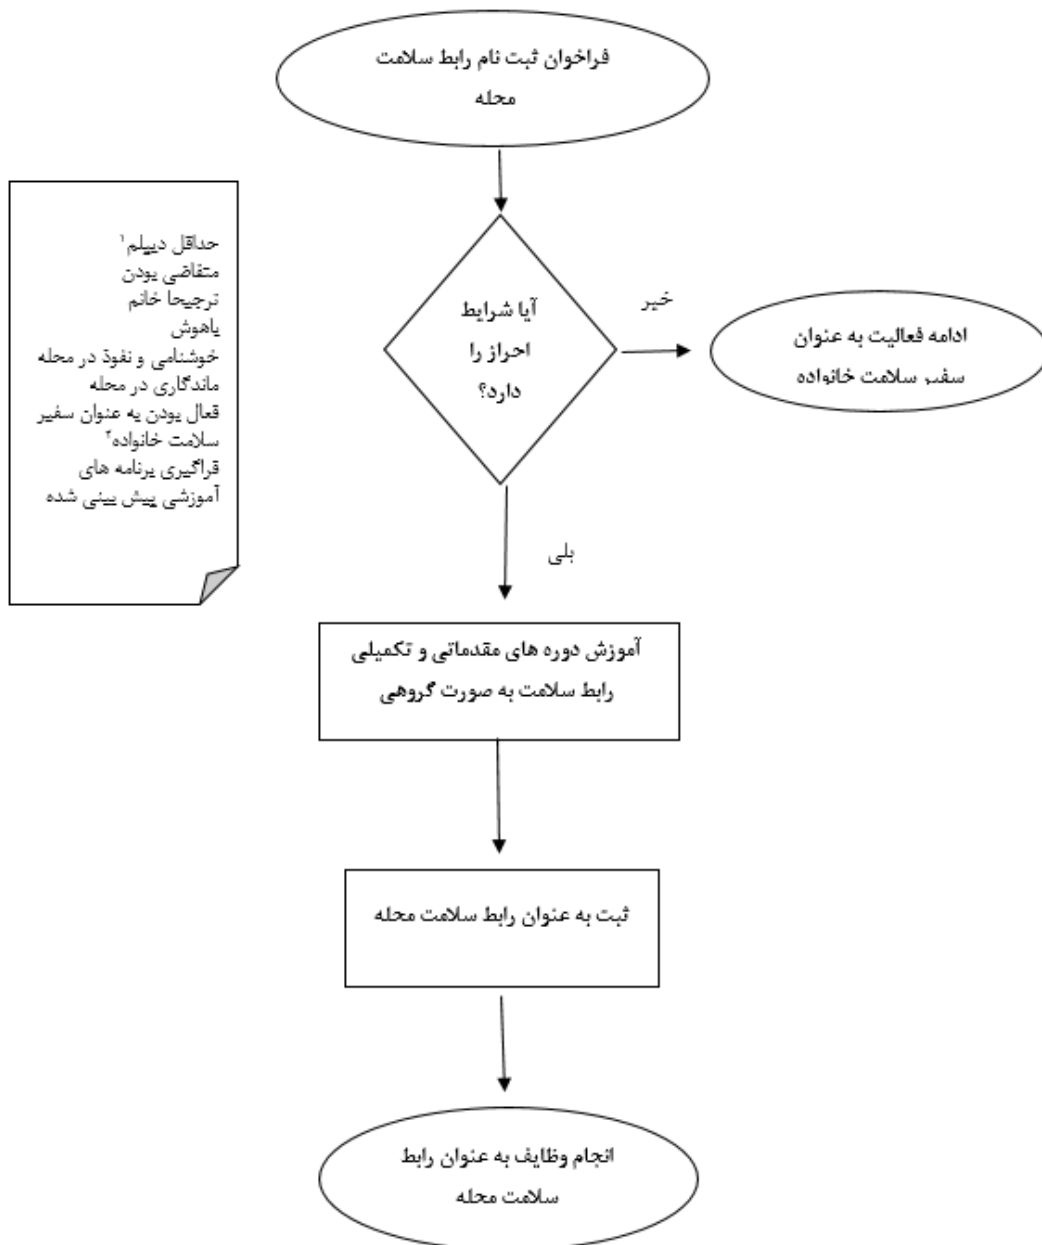 فراخوان ثبت نام رابط سلامت
محله
حداقل دیپلم۱
متقاضی بودن
ترجیحا خانم
باهوش
خوشنامی و نفوذ در محله
ماندگاری در محله
فعال بودن به عنوان سفیر
سلامت خانواده۲
فراگیری برنامه های
آموزشی پیش بینی شده
آیا شرایط
احراز را
دارد؟
خیر
ادامه فعالیت به عنوان
سفیر سلامت خانواده
بلی
آموزش دوره های مقدماتی و تکمیلی
رابط سلامت به صورت گروهی
ثبت به عنوان رابط سلامت محله
انجام وظایف به عنوان رابط
سلامت محله